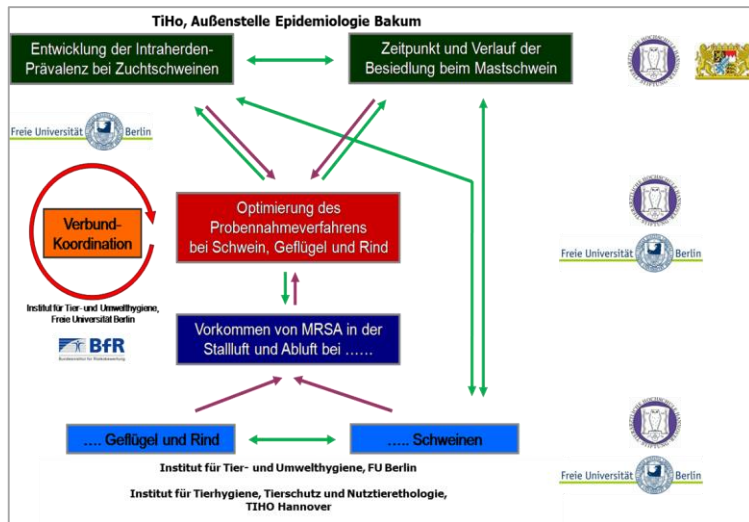 TiHo, Außenstelle Epidemiologie Bakum
Entwicklung der Intraherden-
Prävalenz bei Zuchtschweinen
Zeitpunkt und Verlauf der
Besiedlung beim Mastschwein
Freie Universität Berlin
Verbund-
Koordination
Optimierung des
Probennahmeverfahrens
bei Schwein, Geflügel und Rind
Freie Universität Berlin
Institut für Tier- und Umwelthygiene,
Freie Universität Berlin
BfR
Vorkommen von MRSA in der
Stallluft und Abluft bei ......
.... Geflügel und Rind
..... Schweinen
Institut für Tier- und Umwelthygiene, FU Berlin
Freie Universität Berlin
Institut für Tierhygiene, Tierschutz und Nutztierethologie,
TIHO Hannover